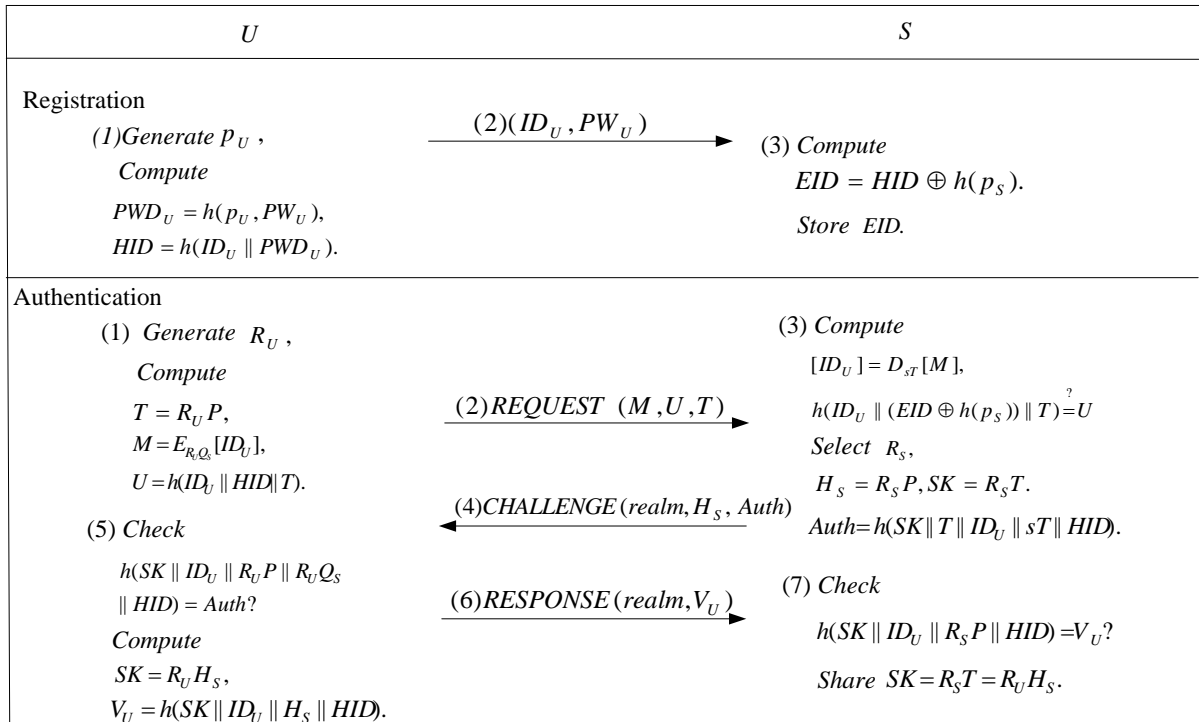 U
S
Registration
(1)Generate p_U ,
Compute
PWD_U = h(p_U, PW_U),
HID = h(ID_U || PWD_U).
(2)(ID_U, PW_U)
(3) Compute
EID = HID ⊕ h(p_S).
Store EID.
Authentication
(1) Generate R_U ,
Compute
T = R_U P,
M = E_{R_U Q_S}[ID_U],
U = h(ID_U || HID || T).
(2)REQUEST (M ,U ,T)
(3) Compute
[ID_U] = D_{sT}[M],
h(ID_U || (EID ⊕ h(p_S)) || T) =? U
Select R_S,
H_S = R_S P, SK = R_S T.
Auth = h(SK || T || ID_U || sT || HID).
(4)CHALLENGE(realm, H_S, Auth)
(5) Check
h(SK || ID_U || R_U P || R_U Q_S
|| HID) = Auth?
Compute
SK = R_U H_S,
V_U = h(SK || ID_U || H_S || HID).
(6)RESPONSE(realm, V_U)
(7) Check
h(SK || ID_U || R_S P || HID) = V_U?
Share SK = R_S T = R_U H_S.